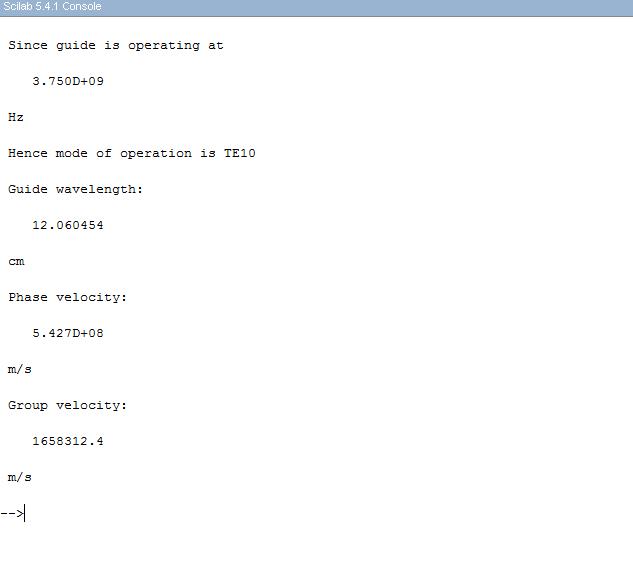 Scilab 5.4.1 Console
Since guide is operating at
3.750D+09
Hz
Hence mode of operation is TE10
Guide wavelength:
12.060454
cm
Phase velocity:
5.427D+08
m/s
Group velocity:
1658312.4
m/s
-->